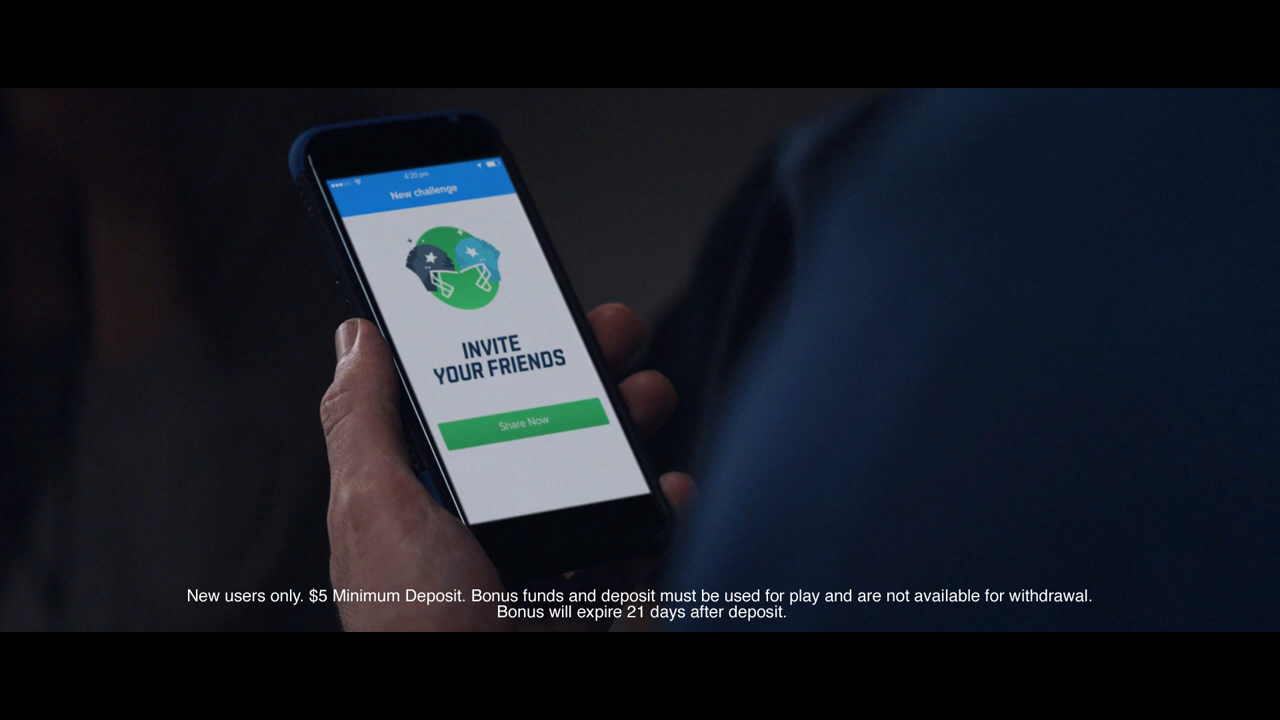 4:20 pm
New challenge
INVITE
YOUR FRIENDS
Share Now
New users only. $5 Minimum Deposit. Bonus funds and deposit must be used for play and are not available for withdrawal.
Bonus will expire 21 days after deposit.